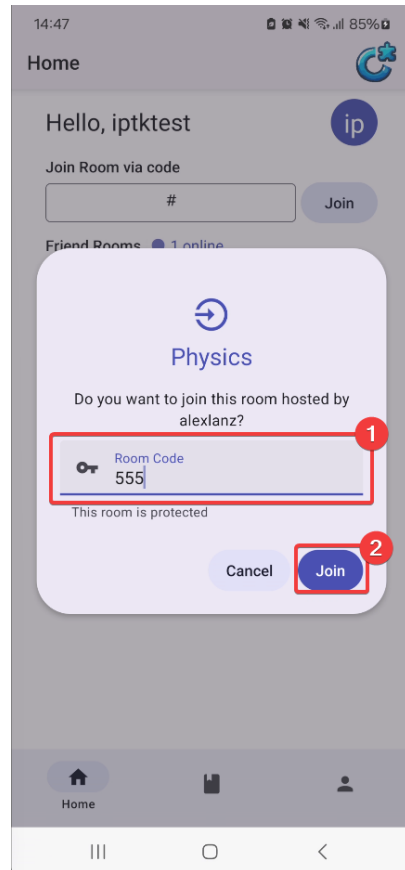 14:47
85%
Home
Hello, iptktest
ip
Join Room via code
#
Join
Friend Rooms
1 online
Physics
Do you want to join this room hosted by
alexlanz?
1
Room Code
555
This room is protected
2
Cancel
Join
Home